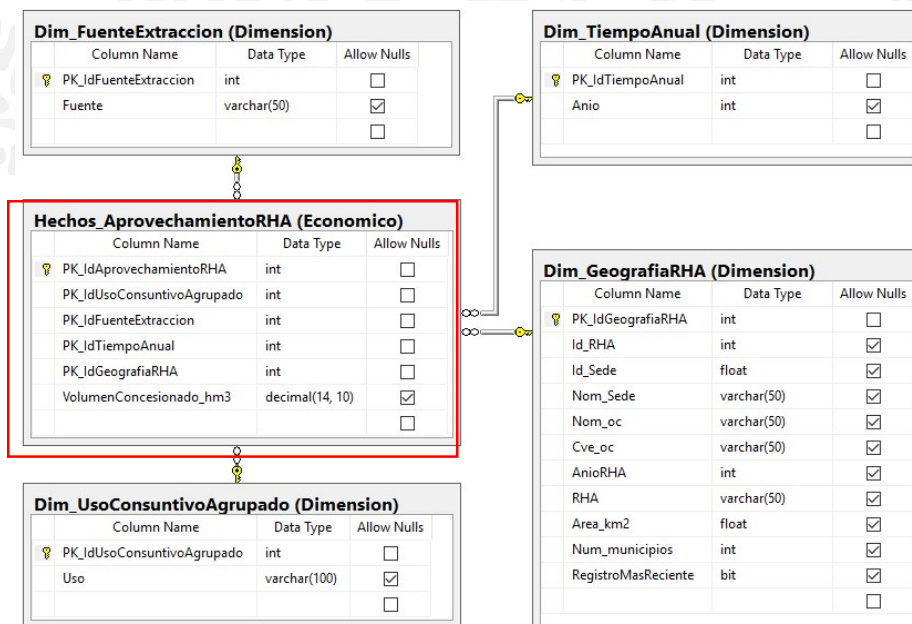 Dim_FuenteExtraccion (Dimension)
Column Name Data Type Allow Nulls
PK_IdFuenteExtraccion int
Fuente varchar(50)
Dim_TiempoAnual (Dimension)
Column Name Data Type Allow Nulls
PK_IdTiempoAnual int
Anio int
Hechos_AprovechamientoRHA (Economico)
Column Name Data Type Allow Nulls
PK_IdAprovechamientoRHA int
PK_IdUsoConsuntivoAgrupado int
PK_IdFuenteExtraccion int
PK_IdTiempoAnual int
PK_IdGeografiaRHA int
VolumenConcesionado_hm3 decimal(14, 10)
Dim_GeografiaRHA (Dimension)
Column Name Data Type Allow Nulls
PK_IdGeografiaRHA int
Id_RHA int
Id_Sede float
Nom_Sede varchar(50)
Nom_oc varchar(50)
Cve_oc varchar(50)
AnioRHA int
RHA varchar(50)
Area_km2 float
Num_municipios int
RegistroMasReciente bit
Dim_UsoConsuntivoAgrupado (Dimension)
Column Name Data Type Allow Nulls
PK_IdUsoConsuntivoAgrupado int
Uso varchar(100)